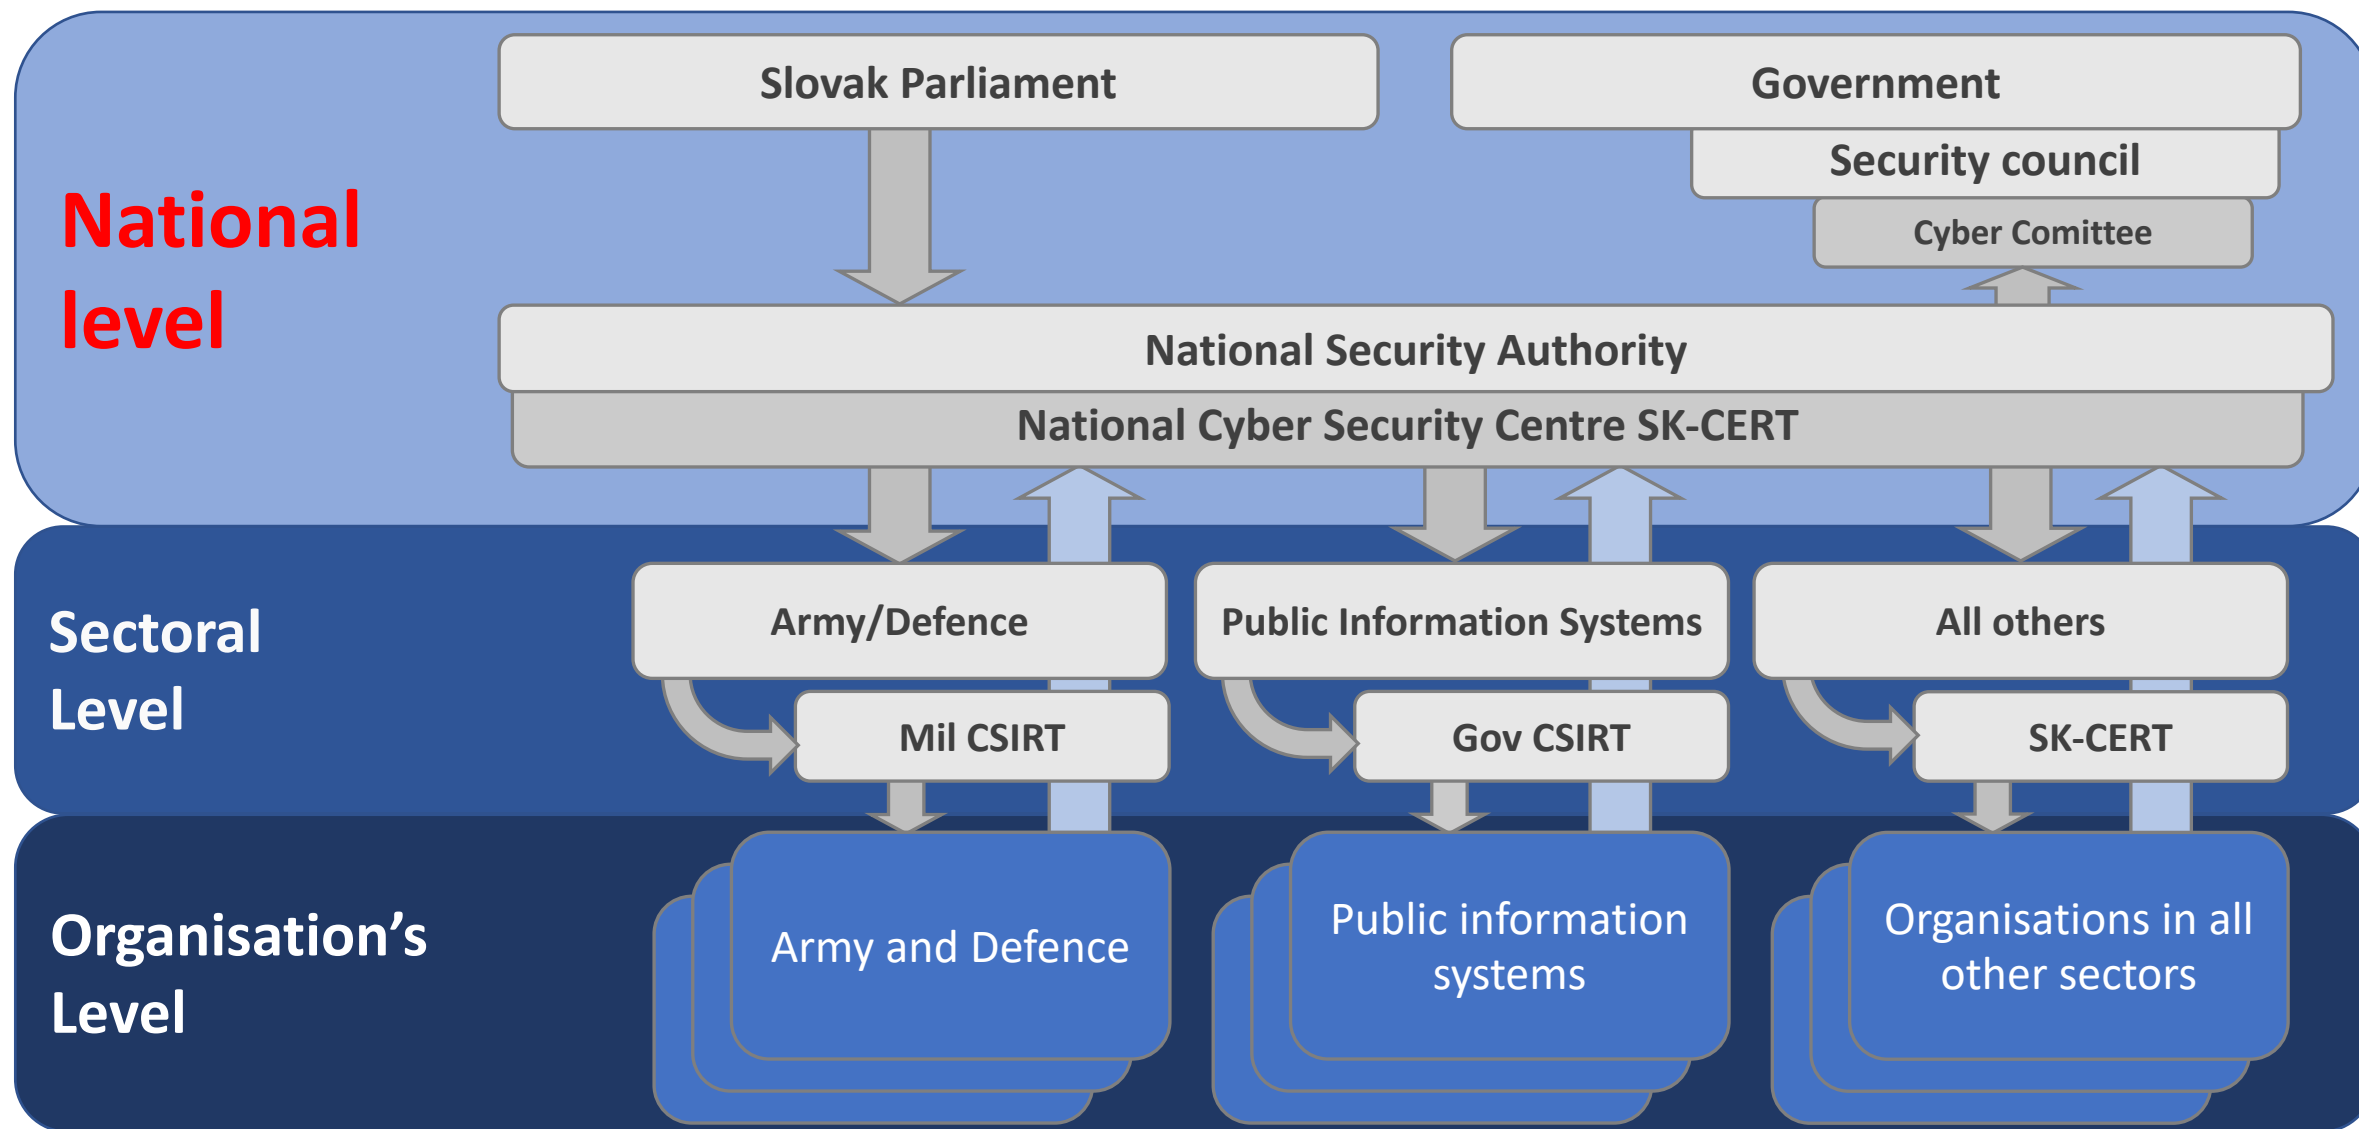 Slovak Parliament
Government
Security council
Cyber Comittee
National
level
National Security Authority
National Cyber Security Centre SK-CERT
Sectoral
Level
Army/Defence
Public Information Systems
All others
Mil CSIRT
Gov CSIRT
SK-CERT
Organisation’s
Level
Army and Defence
Public information
systems
Organisations in all
other sectors